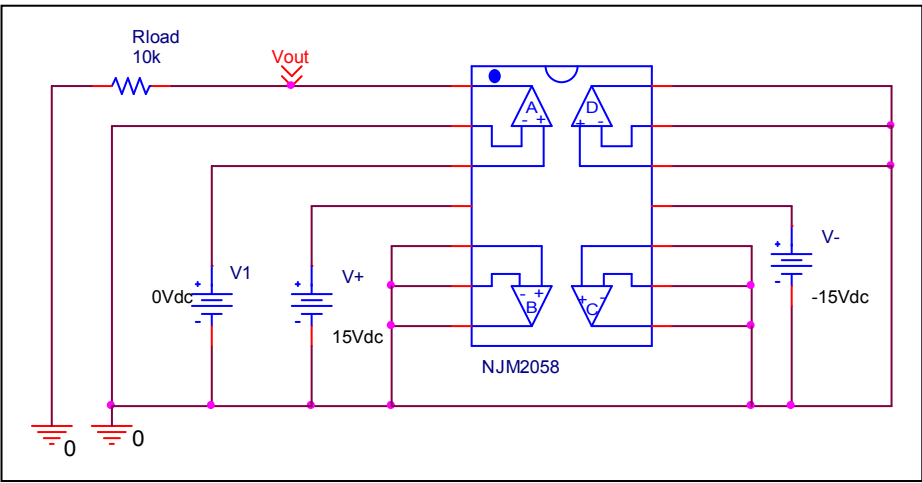 Rload
10k
Vout
A
D
- +
+ -
V1
0Vdc
+
-
V+
15Vdc
+
-
- +
B
+ -
C
NJM2058
V-
-15Vdc
+
-
0
0